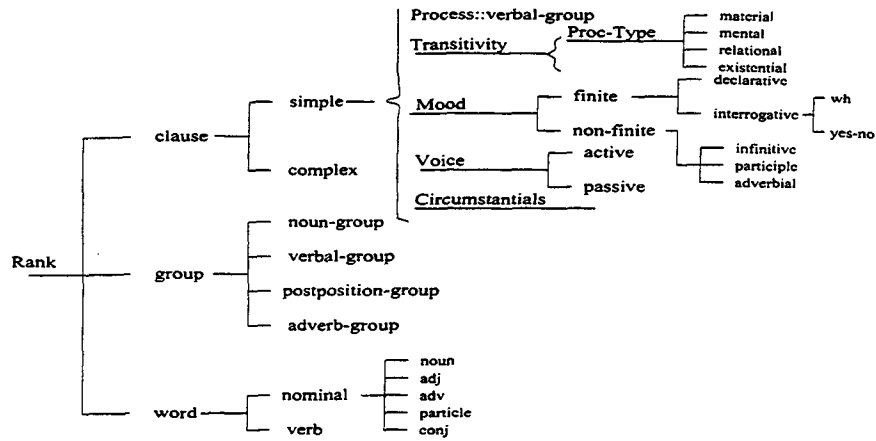 Process::verbal-group
Transitivity
Proc-Type
material
mental
relational
existential
Mood
finite
declarative
interrogative
wh
yes-no
non-finite
infinitive
participle
adverbial
Voice
active
passive
Circumstantials
simple
clause
complex
noun-group
verbal-group
Rank
group
postposition-group
adverb-group
word
nominal
noun
adj
adv
particle
conj
verb